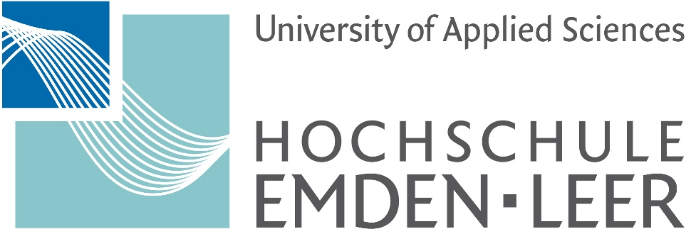 University of Applied Sciences
HOCHSCHULE
EMDEN·LEER